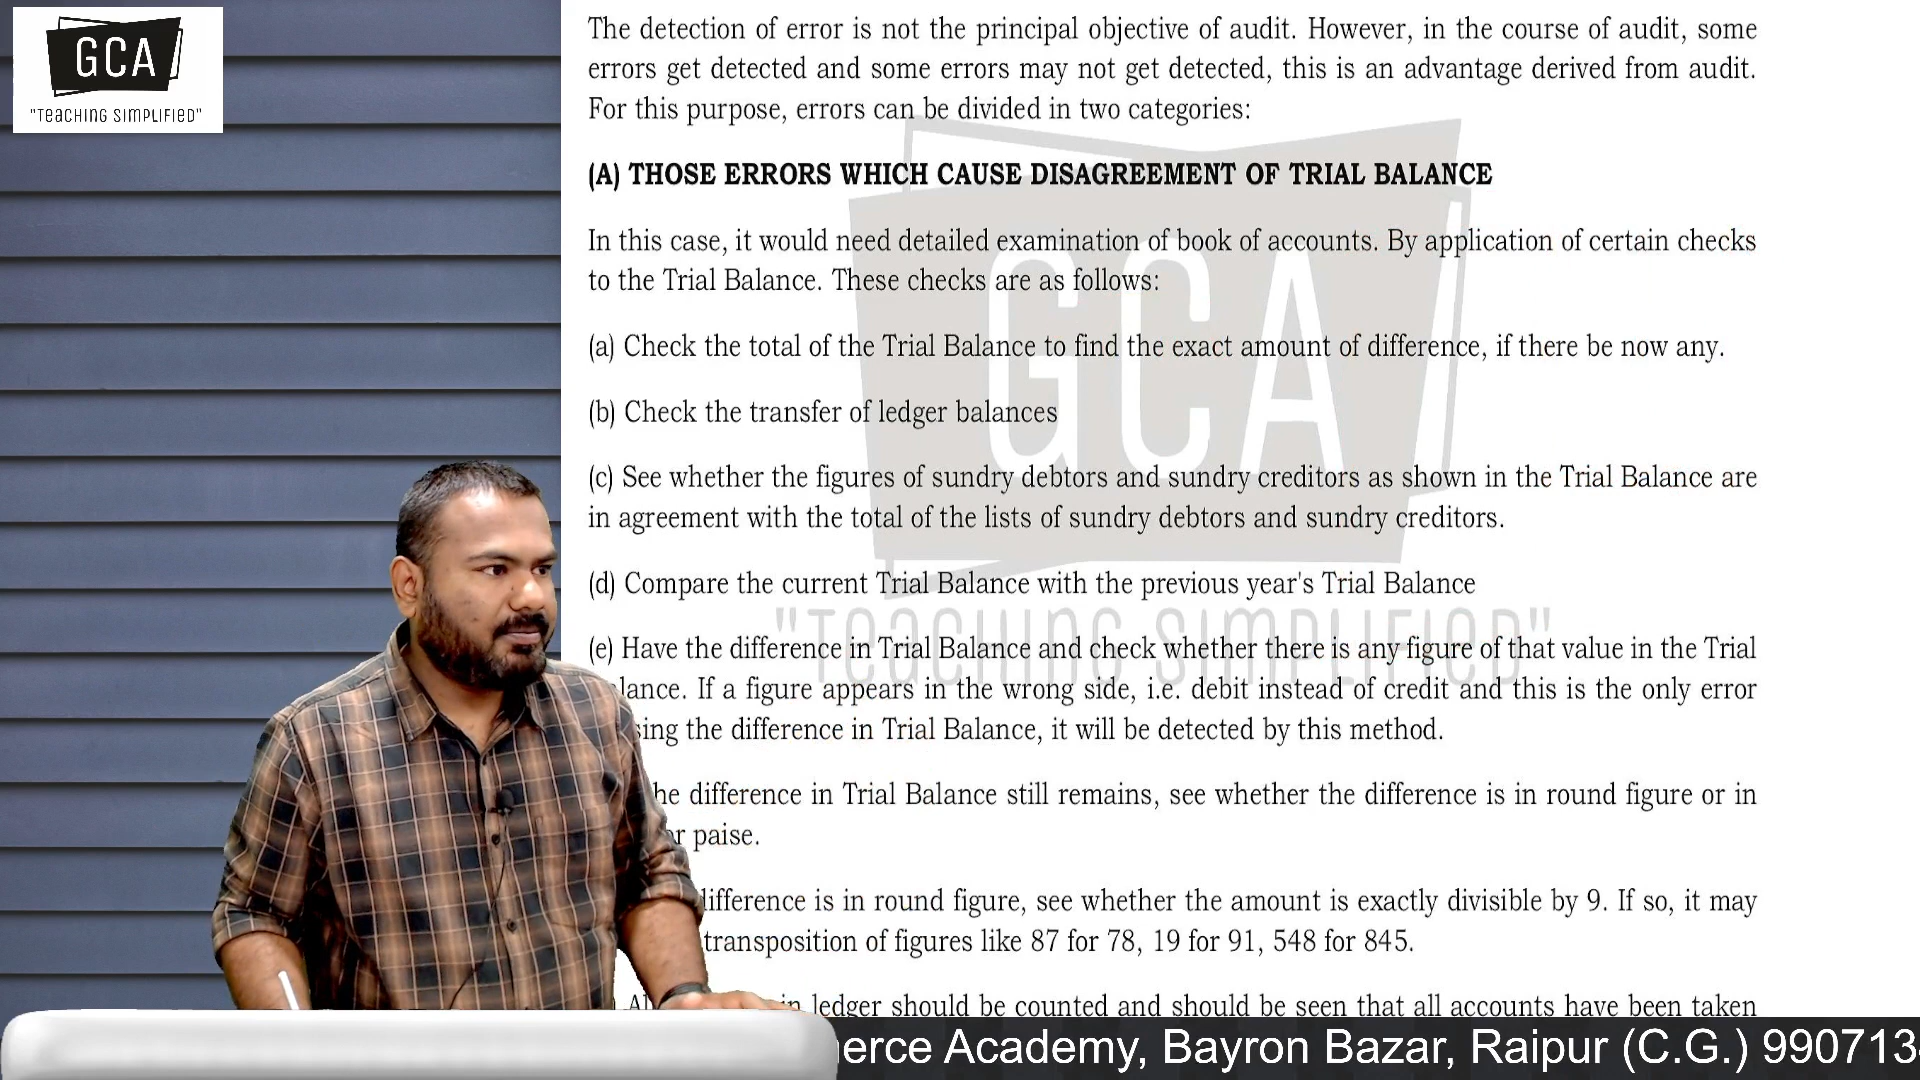 GCA
"TEACHING SIMPLIFIED"
The detection of error is not the principal objective of audit. However, in the course of audit, some
errors get detected and some errors may not get detected, this is an advantage derived from audit.
For this purpose, errors can be divided in two categories:
(A) THOSE ERRORS WHICH CAUSE DISAGREEMENT OF TRIAL BALANCE
In this case, it would need detailed examination of book of accounts. By application of certain checks
to the Trial Balance. These checks are as follows:
(a) Check the total of the Trial Balance to find the exact amount of difference, if there be now any.
(b) Check the transfer of ledger balances
(c) See whether the figures of sundry debtors and sundry creditors as shown in the Trial Balance are
in agreement with the total of the lists of sundry debtors and sundry creditors.
(d) Compare the current Trial Balance with the previous year's Trial Balance
GCA
"TEACHING SIMPLIFIED"
(e) Have the difference in Trial Balance and check whether there is any figure of that value in the Trial
lance. If a figure appears in the wrong side, i.e. debit instead of credit and this is the only error
sing the difference in Trial Balance, it will be detected by this method.
he difference in Trial Balance still remains, see whether the difference is in round figure or in
r paise.
ifference is in round figure, see whether the amount is exactly divisible by 9. If so, it may
transposition of figures like 87 for 78, 19 for 91, 548 for 845.
in ledger should be counted and should be seen that all accounts have been taken
erce Academy, Bayron Bazar, Raipur (C.G.) 990713